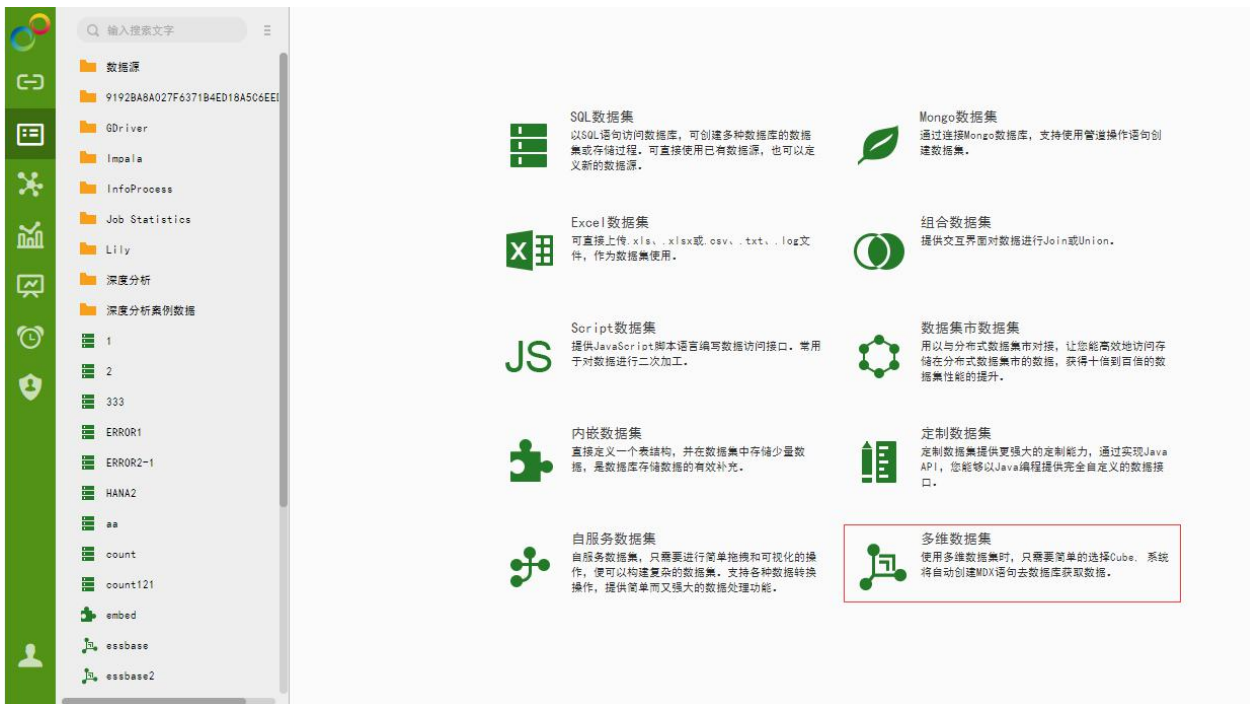 输入搜索文字
数据源
9192BA8A027F6371B4ED18A5C6EE
GDriver
Impala
InfoProcess
Job Statistics
Lily
深度分析
深度分析案例数据
1
2
333
ERROR1
ERROR2-1
HANA2
aa
count
count121
embed
essbase
essbase2
SQL数据集
以SQL语句访问数据库，可创建多种数据库的数据
集或存储过程．可直接使用已有数据源，也可以定
义新的数据源．
Mongo数据集
通过连接Mongo数据库，支持使用管道操作语句创
建数据集．
Excel数据集
可直接上传.xls、.xlsx或.csv、.txt、.log文
件，作为数据集使用．
组合数据集
提供交互界面对数据进行Join或Union．
JS
Script数据集
提供JavaScript脚本语言编写数据访问接口．常用
于对数据进行二次加工．
数据集市数据集
用以与分布式数据集市对接，让您能高效地访问存
储在分布式数据集市的数据，获得十倍到百倍的数
据集性能的提升．
内嵌数据集
直接定义一个表结构，并在数据集中存储少量数
据，是数据库存储数据的有效补充．
定制数据集
定制数据集提供更强大的定制能力，通过实现Java
API，您能够以Java编程提供完全自定义的数据接
口．
自服务数据集
自服务数据集，只需要进行简单拖拽和可视化的操
作，便可以构建复杂的数据集．支持各种数据转换
操作，提供简单而又强大的数据处理功能．
多维数据集
使用多维数据集时，只需要简单的选择Cube．系统
将自动创建MDX语句去数据库获取数据．